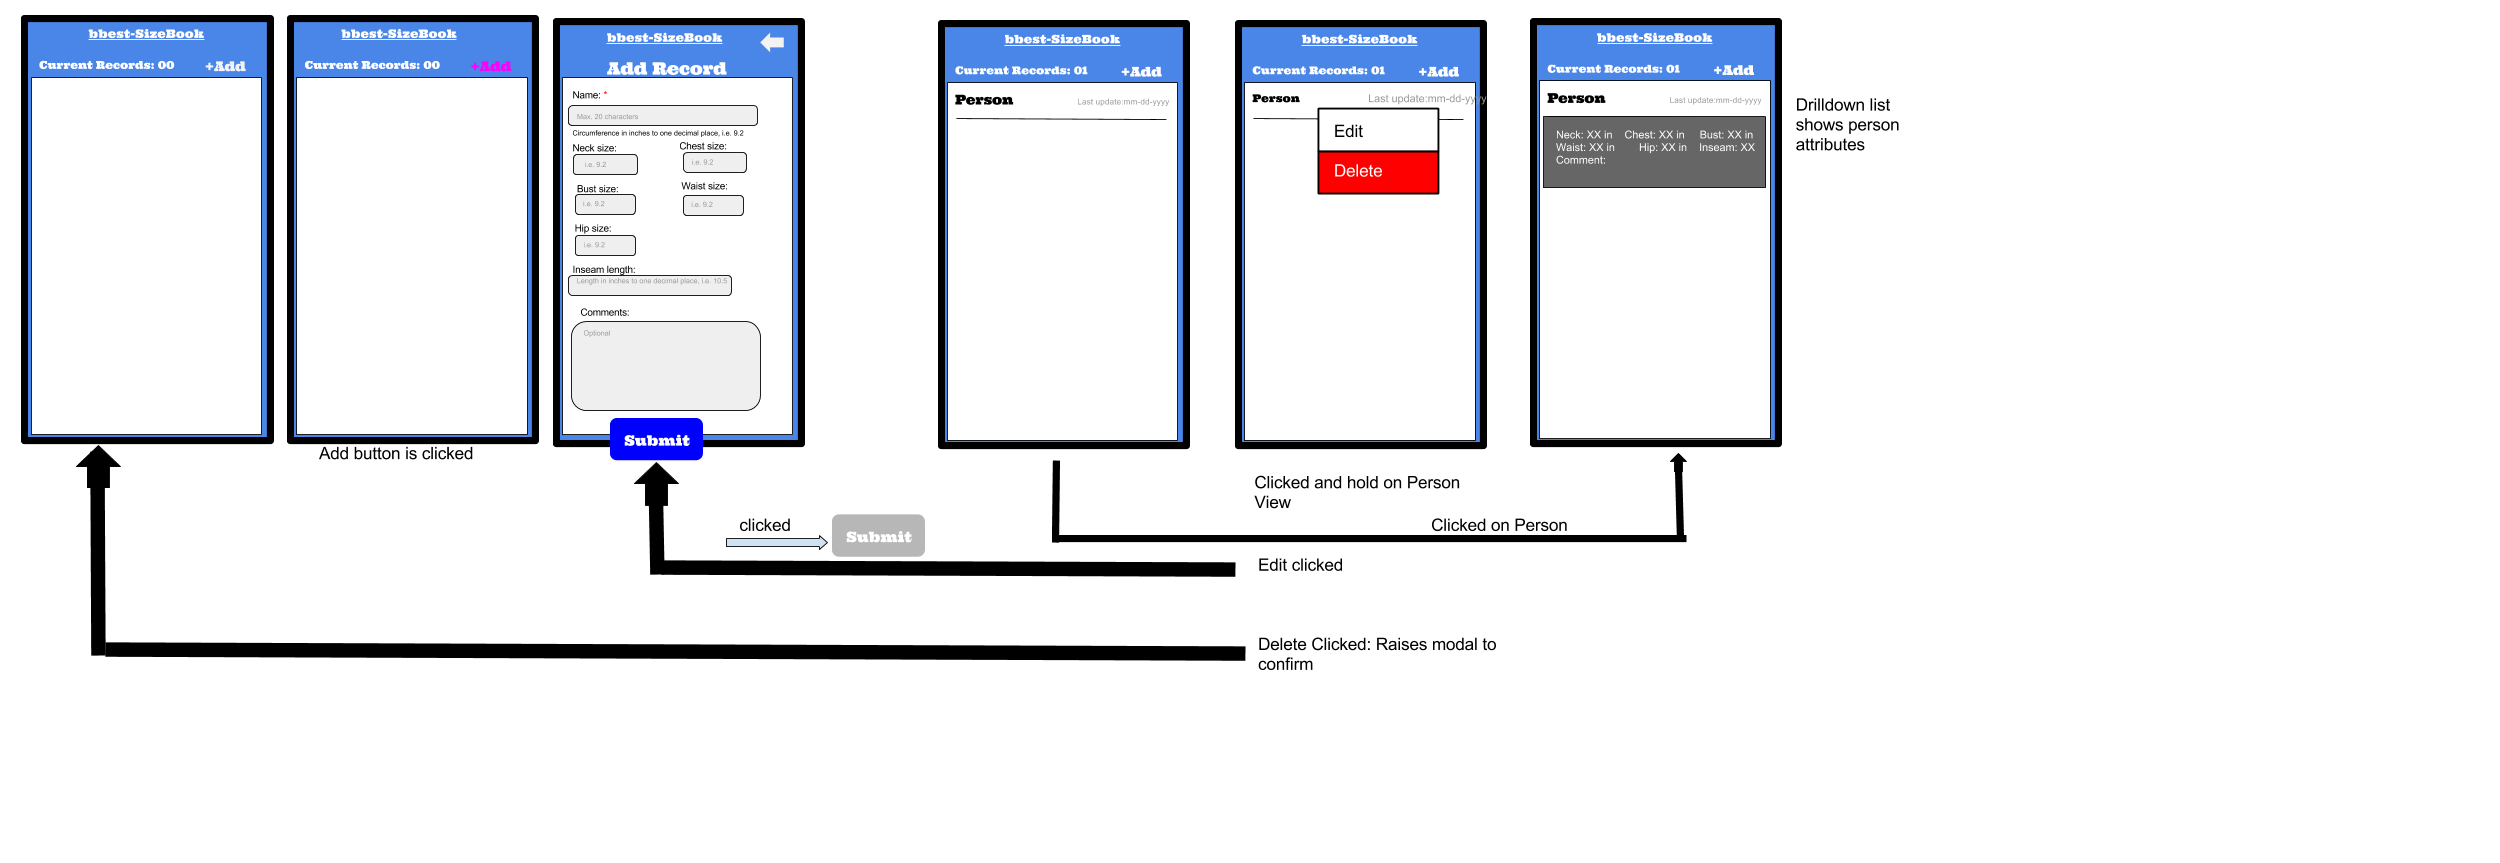 bbest-SizeBook
Current Records: 00 +Add
bbest-SizeBook
Current Records: 00 +Add
Add button is clicked
bbest-SizeBook
Add Record
Name: *
Max. 20 characters
Circumference in inches to one decimal place, i.e. 9.2
Neck size: Chest size:
i.e. 9.2 i.e. 9.2
Bust size: Waist size:
i.e. 9.2 i.e. 9.2
Hip size:
i.e. 9.2
Inseam length:
Length in inches to one decimal place, i.e. 10.5
Comments:
Optional
Submit
clicked
Submit
bbest-SizeBook
Current Records: 01 +Add
Person Last update:mm-dd-yyyy
bbest-SizeBook
Current Records: 01 +Add
Person Last update:mm-dd-yyyy
Edit
Delete
Clicked and hold on Person
View
Clicked on Person
Edit clicked
Delete Clicked: Raises modal to
confirm
bbest-SizeBook
Current Records: 01 +Add
Person Last update:mm-dd-yyyy
Neck: XX in Chest: XX in Bust: XX in
Waist: XX in Hip: XX in Inseam: XX
Comment:
Drilldown list
shows person
attributes